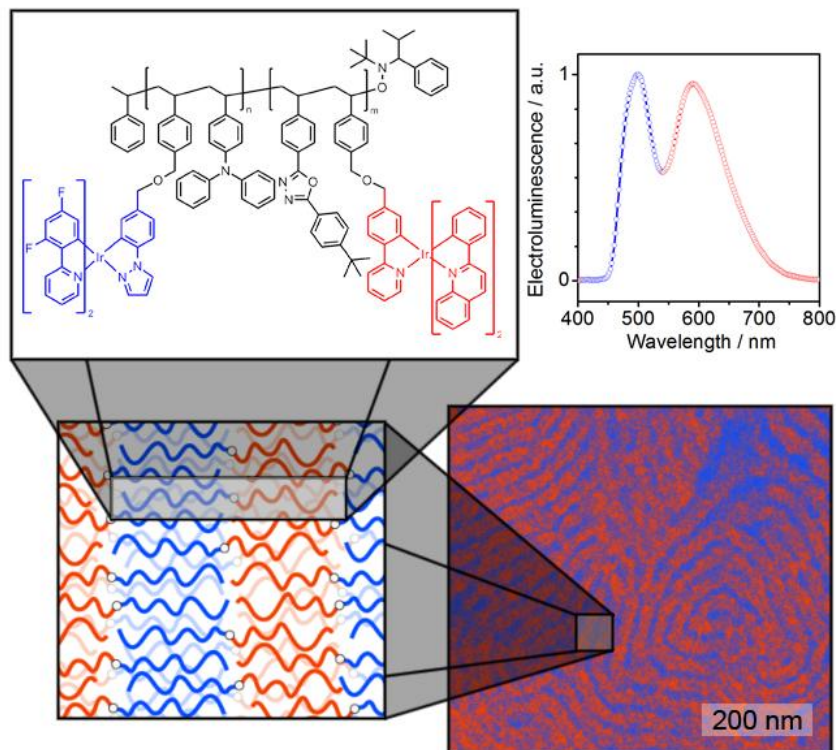 N
O
n
m
O
O
F
N
O
N
N
F
Ir
Ir
N
N
N
N
2
2
Electroluminescence / a.u.
1
0
400 500 600 700 800
Wavelength / nm
200 nm